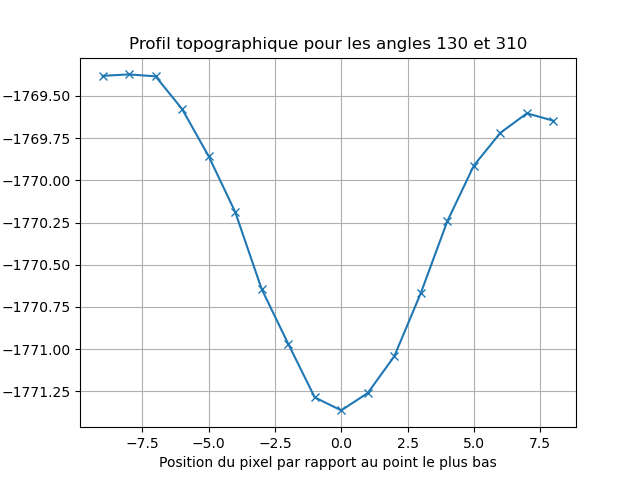 Profil topographique pour les angles 130 et 310
−1769.50
−1769.75
−1770.00
−1770.25
−1770.50
−1770.75
−1771.00
−1771.25
−7.5 −5.0 −2.5 0.0 2.5 5.0 7.5
Position du pixel par rapport au point le plus bas